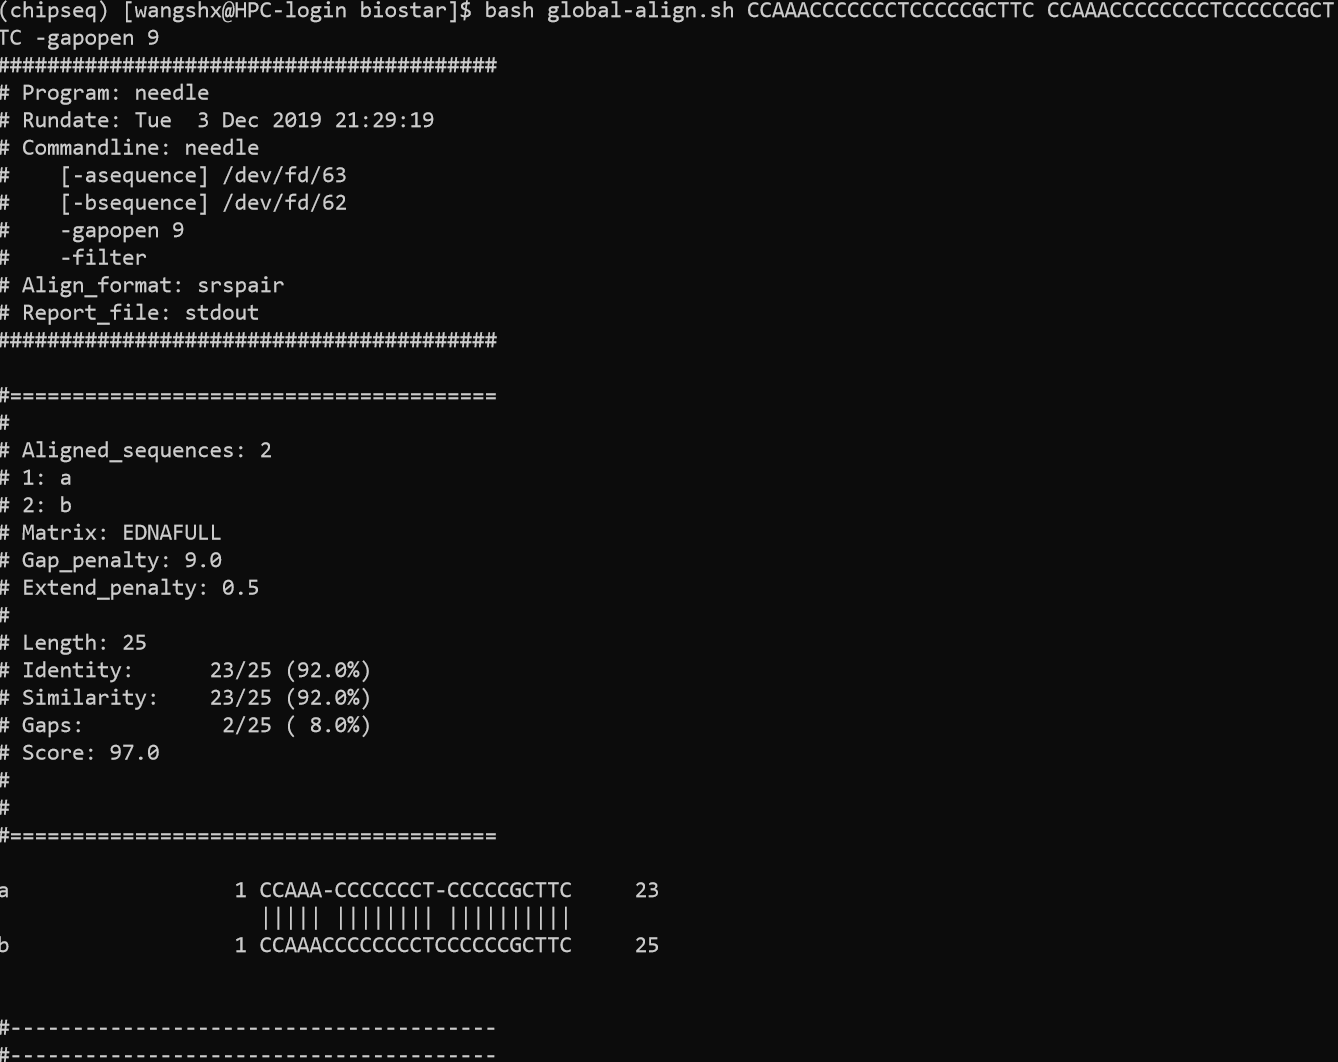 (chipseq) [wangshx@HPC-login biostar]$ bash global-align.sh CCAAACCCCCCCTCCCCCGCTTC CCAAACCCCCCCCTCCCCCCGCT
TC -gapopen 9
########################################
# Program: needle
# Rundate: Tue  3 Dec 2019 21:29:19
# Commandline: needle
#    [-asequence] /dev/fd/63
#    [-bsequence] /dev/fd/62
#    -gapopen 9
#    -filter
# Align_format: srspair
# Report_file: stdout
########################################
#=======================================
#
# Aligned_sequences: 2
# 1: a
# 2: b
# Matrix: EDNAFULL
# Gap_penalty: 9.0
# Extend_penalty: 0.5
#
# Length: 25
# Identity:      23/25 (92.0%)
# Similarity:    23/25 (92.0%)
# Gaps:           2/25 ( 8.0%)
# Score: 97.0
#
#
#=======================================
a                  1 CCAAA-CCCCCCCT-CCCCCGCTTC     23
                     ||||| |||||||| ||||||||||
b                  1 CCAAACCCCCCCCTCCCCCCGCTTC     25
#---------------------------------------
#---------------------------------------